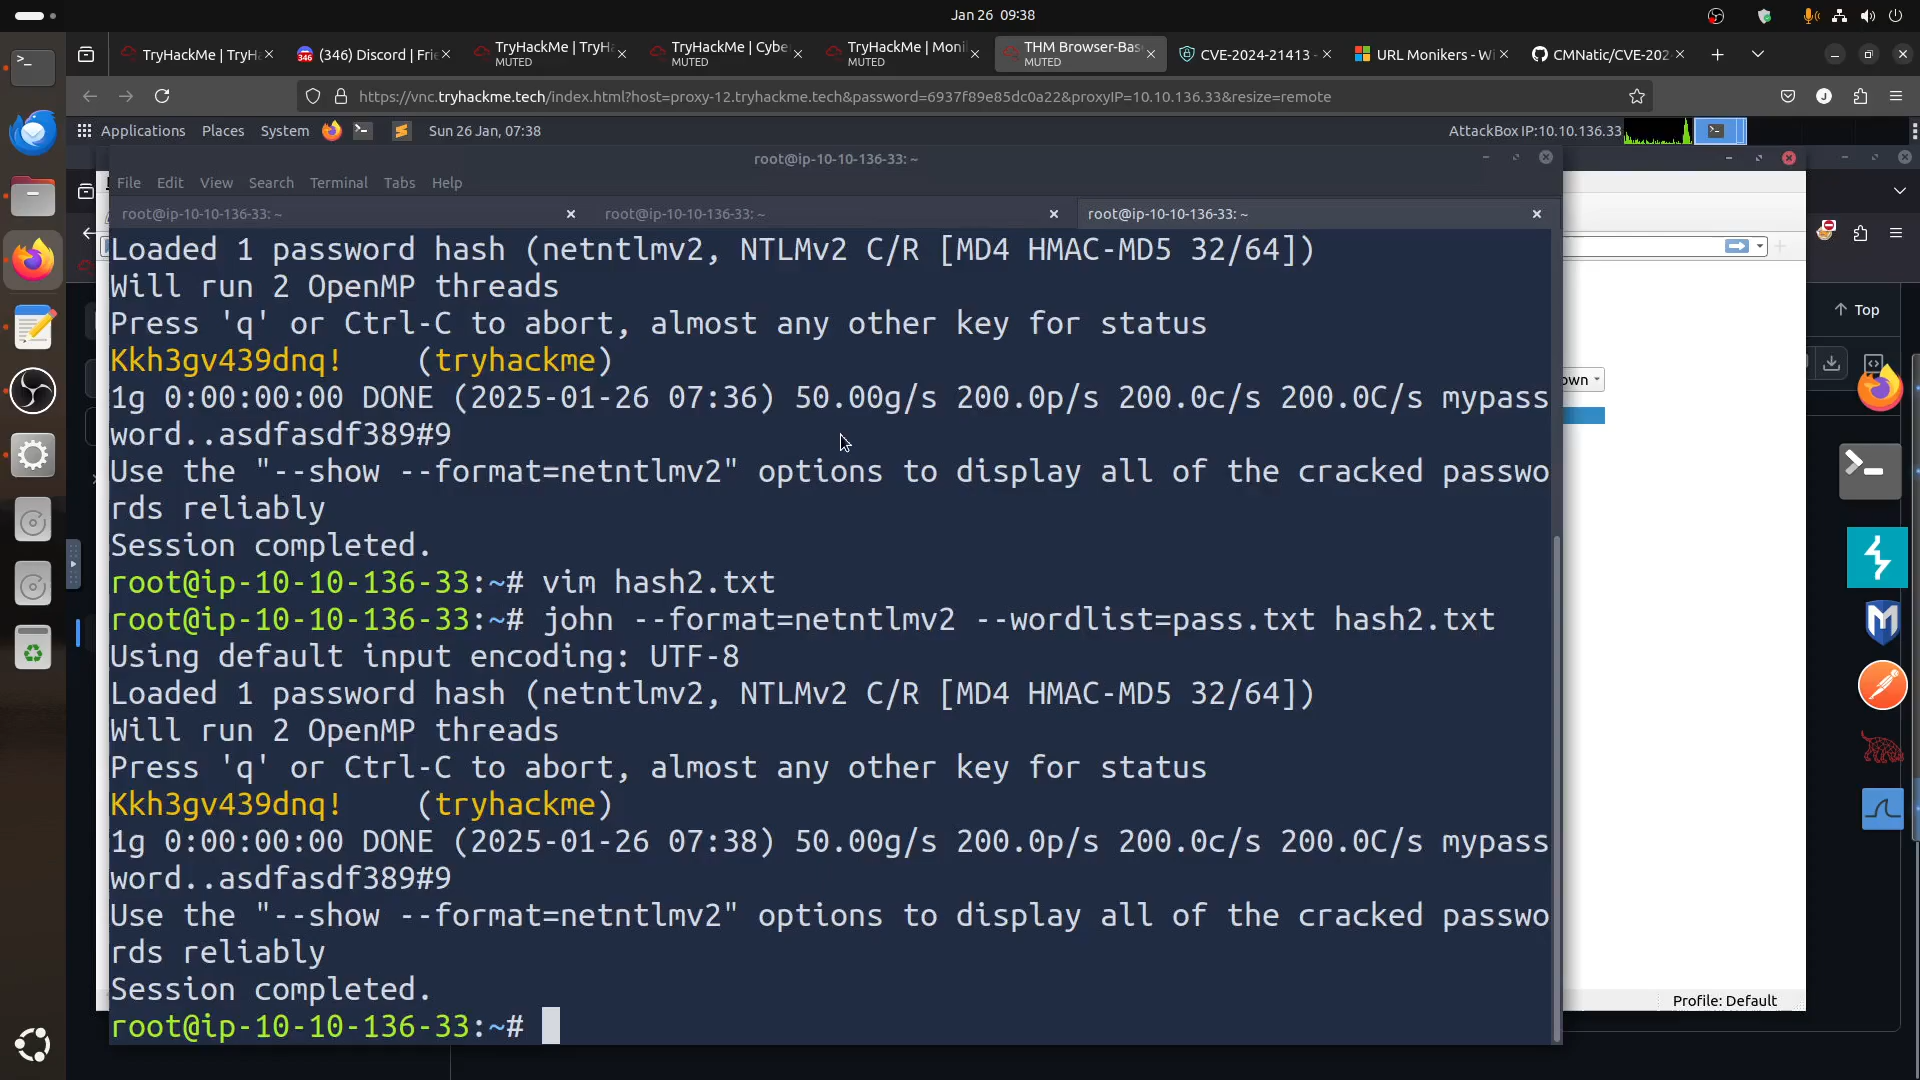 Jan 26 09:38
TryHackMe | TryH
(346) Discord | Frie
TryHackMe | TryHa
MUTED
TryHackMe | Cybe
MUTED
TryHackMe | Monil
MUTED
THM Browser-Base
MUTED
CVE-2024-21413 -
URL Monikers - Wi
CMNatic/CVE-202
https://vnc.tryhackme.tech/index.html?host=proxy-12.tryhackme.tech&password=6937f89e85dc0a22&proxyIP=10.10.136.33&resize=remote
Applications Places System Sun 26 Jan, 07:38 AttackBox IP:10.10.136.33
root@ip-10-10-136-33: ~
File Edit View Search Terminal Tabs Help
root@ip-10-10-136-33: ~ root@ip-10-10-136-33: ~ root@ip-10-10-136-33: ~
Loaded 1 password hash (netntlmv2, NTLMv2 C/R [MD4 HMAC-MD5 32/64])
Will run 2 OpenMP threads
Press 'q' or Ctrl-C to abort, almost any other key for status
Kkh3gv439dnq!    (tryhackme)
1g 0:00:00:00 DONE (2025-01-26 07:36) 50.00g/s 200.0p/s 200.0c/s 200.0C/s mypass
word..asdfasdf389#9
Use the "--show --format=netntlmv2" options to display all of the cracked passwo
rds reliably
Session completed.
root@ip-10-10-136-33:~# vim hash2.txt
root@ip-10-10-136-33:~# john --format=netntlmv2 --wordlist=pass.txt hash2.txt
Using default input encoding: UTF-8
Loaded 1 password hash (netntlmv2, NTLMv2 C/R [MD4 HMAC-MD5 32/64])
Will run 2 OpenMP threads
Press 'q' or Ctrl-C to abort, almost any other key for status
Kkh3gv439dnq!    (tryhackme)
1g 0:00:00:00 DONE (2025-01-26 07:38) 50.00g/s 200.0p/s 200.0c/s 200.0C/s mypass
word..asdfasdf389#9
Use the "--show --format=netntlmv2" options to display all of the cracked passwo
rds reliably
Session completed.
root@ip-10-10-136-33:~#
Top
own
Profile: Default